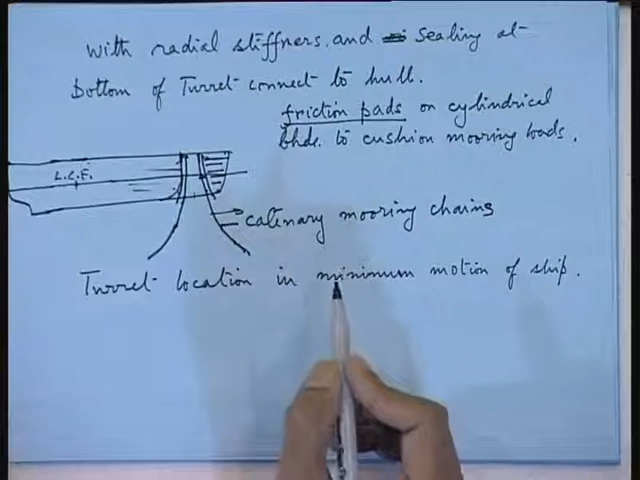 with radial stiffners and sealing at
bottom of Turret connect to hull.
friction pads on cylindrical
bhds. to cushion mooring loads.
L.C.F.
catenary mooring chains
Turret location in minimum motion of ship.